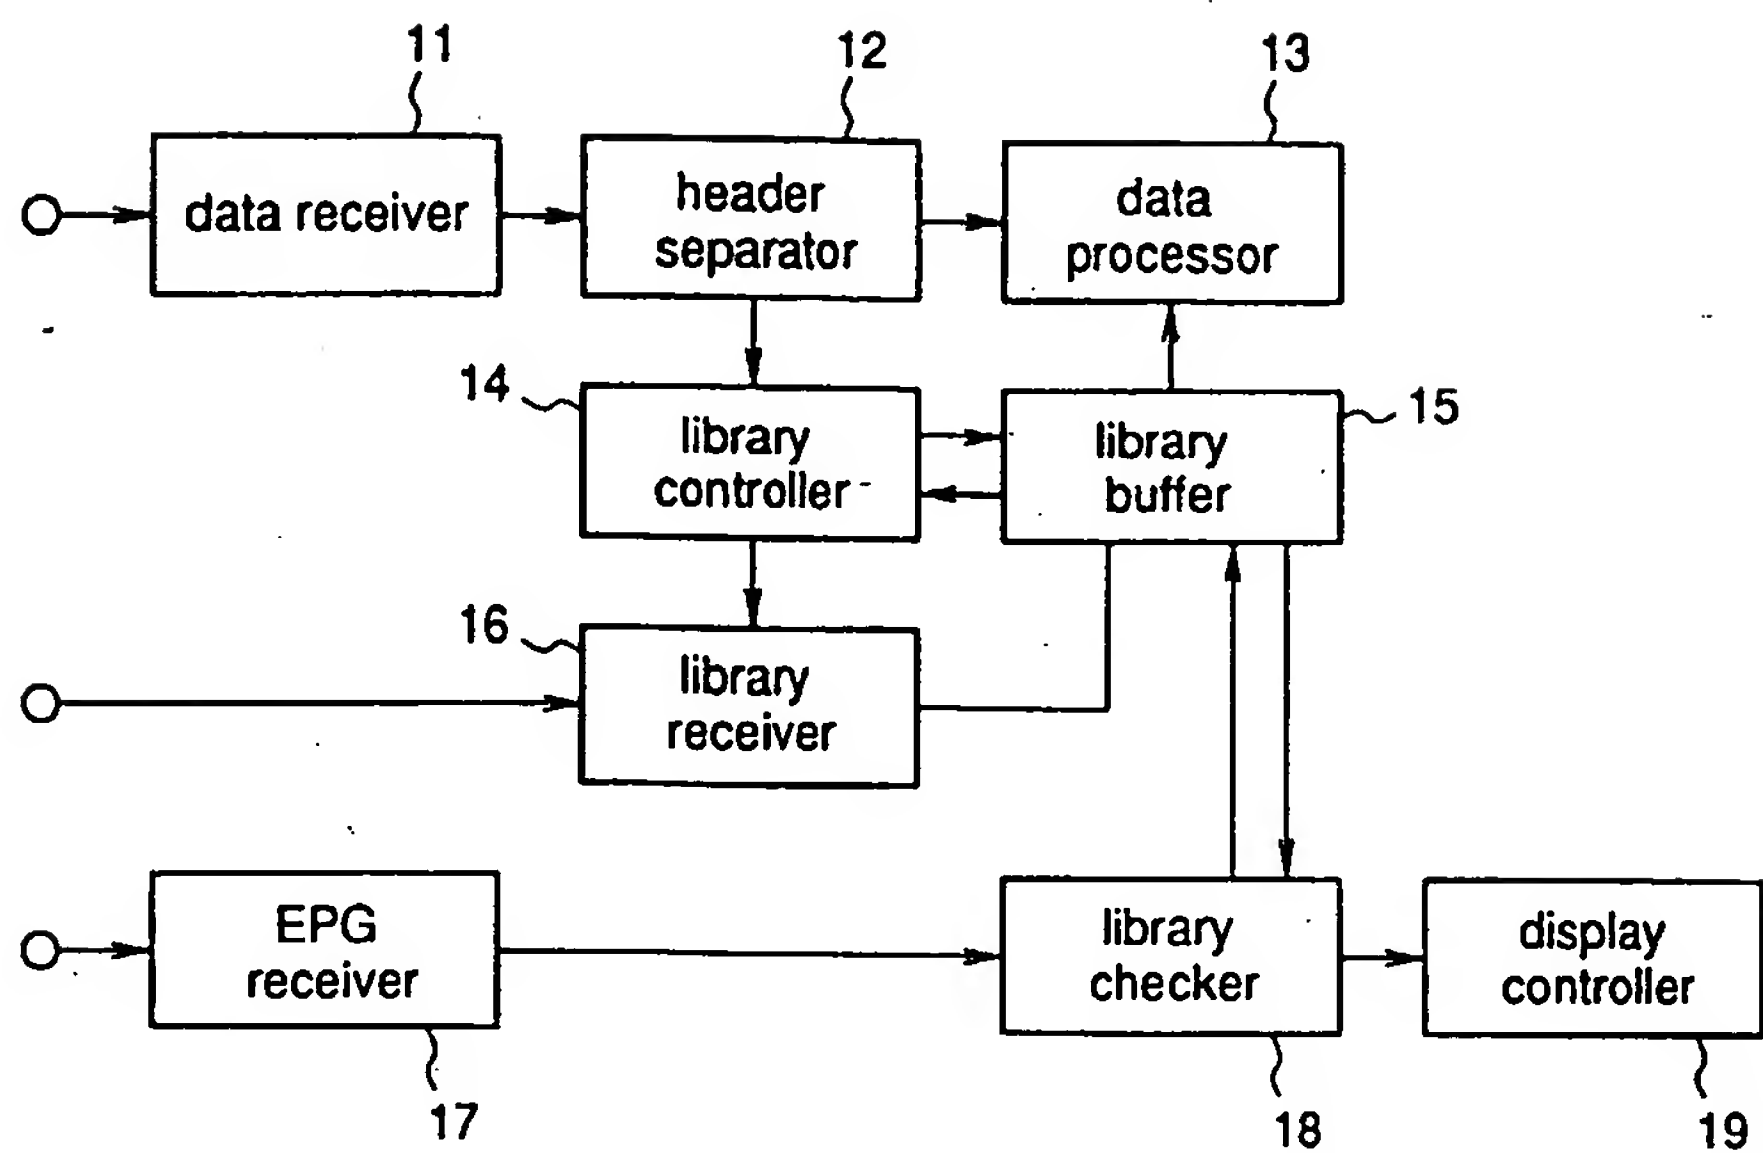 11
12
13
data receiver
header
separator
data
processor
14
library
controller
library
buffer
15
16
library
receiver
EPG
receiver
library
checker
display
controller
17
18
19